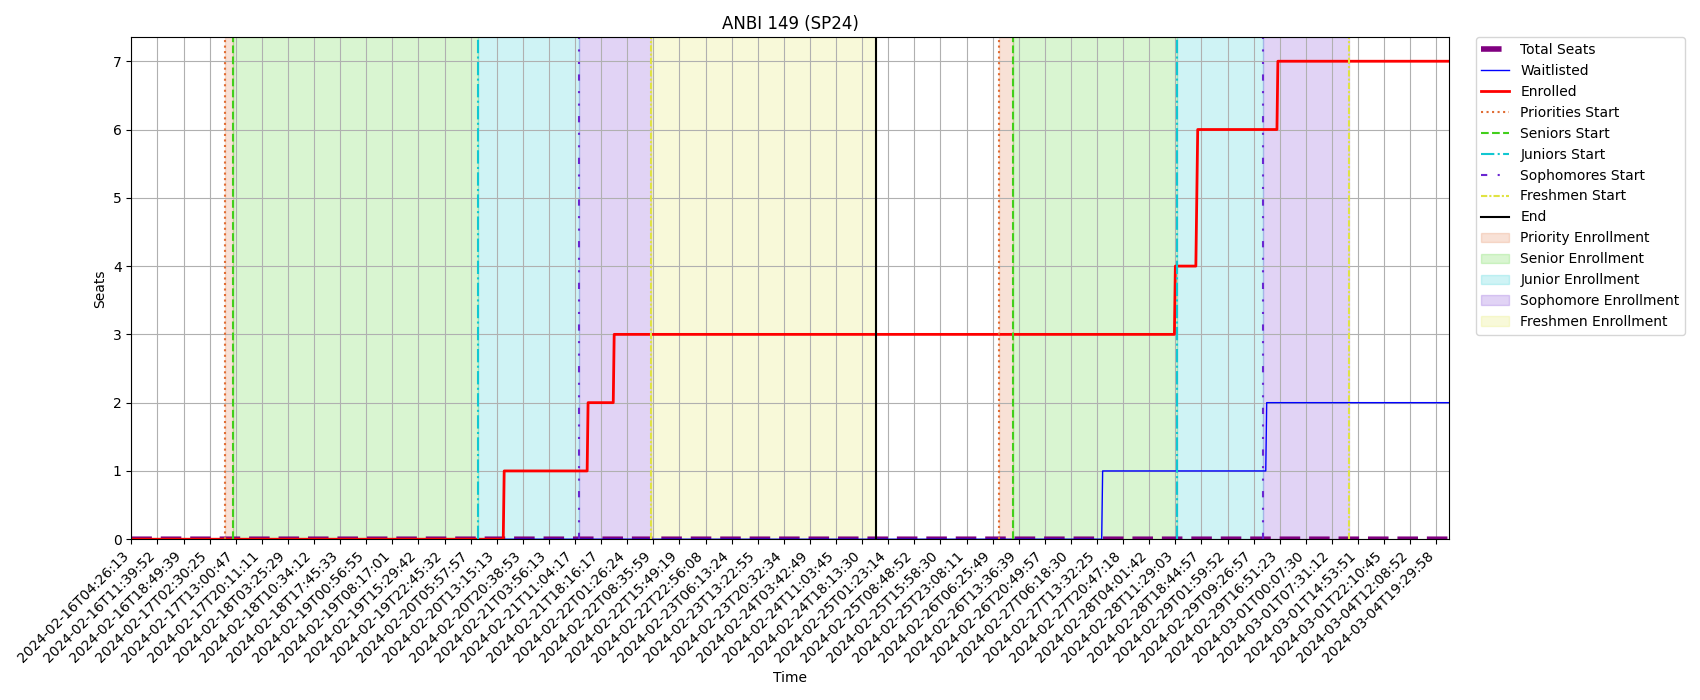 ANBI 149 (SP24)
Seats
7
6
5
4
3
2
1
0
2024-02-16T04:26:13
2024-02-16T11:39:52
2024-02-16T18:49:39
2024-02-17T02:30:25
2024-02-17T13:00:47
2024-02-17T20:11:11
2024-02-18T03:25:29
2024-02-18T10:34:12
2024-02-18T17:45:33
2024-02-19T00:56:55
2024-02-19T08:17:01
2024-02-19T15:29:42
2024-02-19T22:45:32
2024-02-20T05:57:57
2024-02-20T13:15:13
2024-02-20T20:38:53
2024-02-21T03:56:13
2024-02-21T11:04:17
2024-02-21T18:16:17
2024-02-22T01:26:24
2024-02-22T08:35:59
2024-02-22T15:49:19
2024-02-22T22:56:08
2024-02-23T06:13:24
2024-02-23T13:22:55
2024-02-23T20:32:34
2024-02-24T03:42:49
2024-02-24T11:03:45
2024-02-24T18:13:30
2024-02-25T01:23:14
2024-02-25T08:48:52
2024-02-25T15:58:30
2024-02-25T23:08:11
2024-02-26T06:25:49
2024-02-26T13:36:39
2024-02-26T20:49:57
2024-02-27T06:18:30
2024-02-27T13:32:25
2024-02-27T20:47:18
2024-02-28T04:01:42
2024-02-28T11:29:03
2024-02-28T18:44:57
2024-02-29T01:59:52
2024-02-29T09:26:57
2024-02-29T16:51:23
2024-03-01T00:07:30
2024-03-01T07:31:12
2024-03-01T14:53:51
2024-03-01T22:10:45
2024-03-04T12:08:52
2024-03-04T19:29:58
Time
Total Seats
Waitlisted
Enrolled
Priorities Start
Seniors Start
Juniors Start
Sophomores Start
Freshmen Start
End
Priority Enrollment
Senior Enrollment
Junior Enrollment
Sophomore Enrollment
Freshmen Enrollment